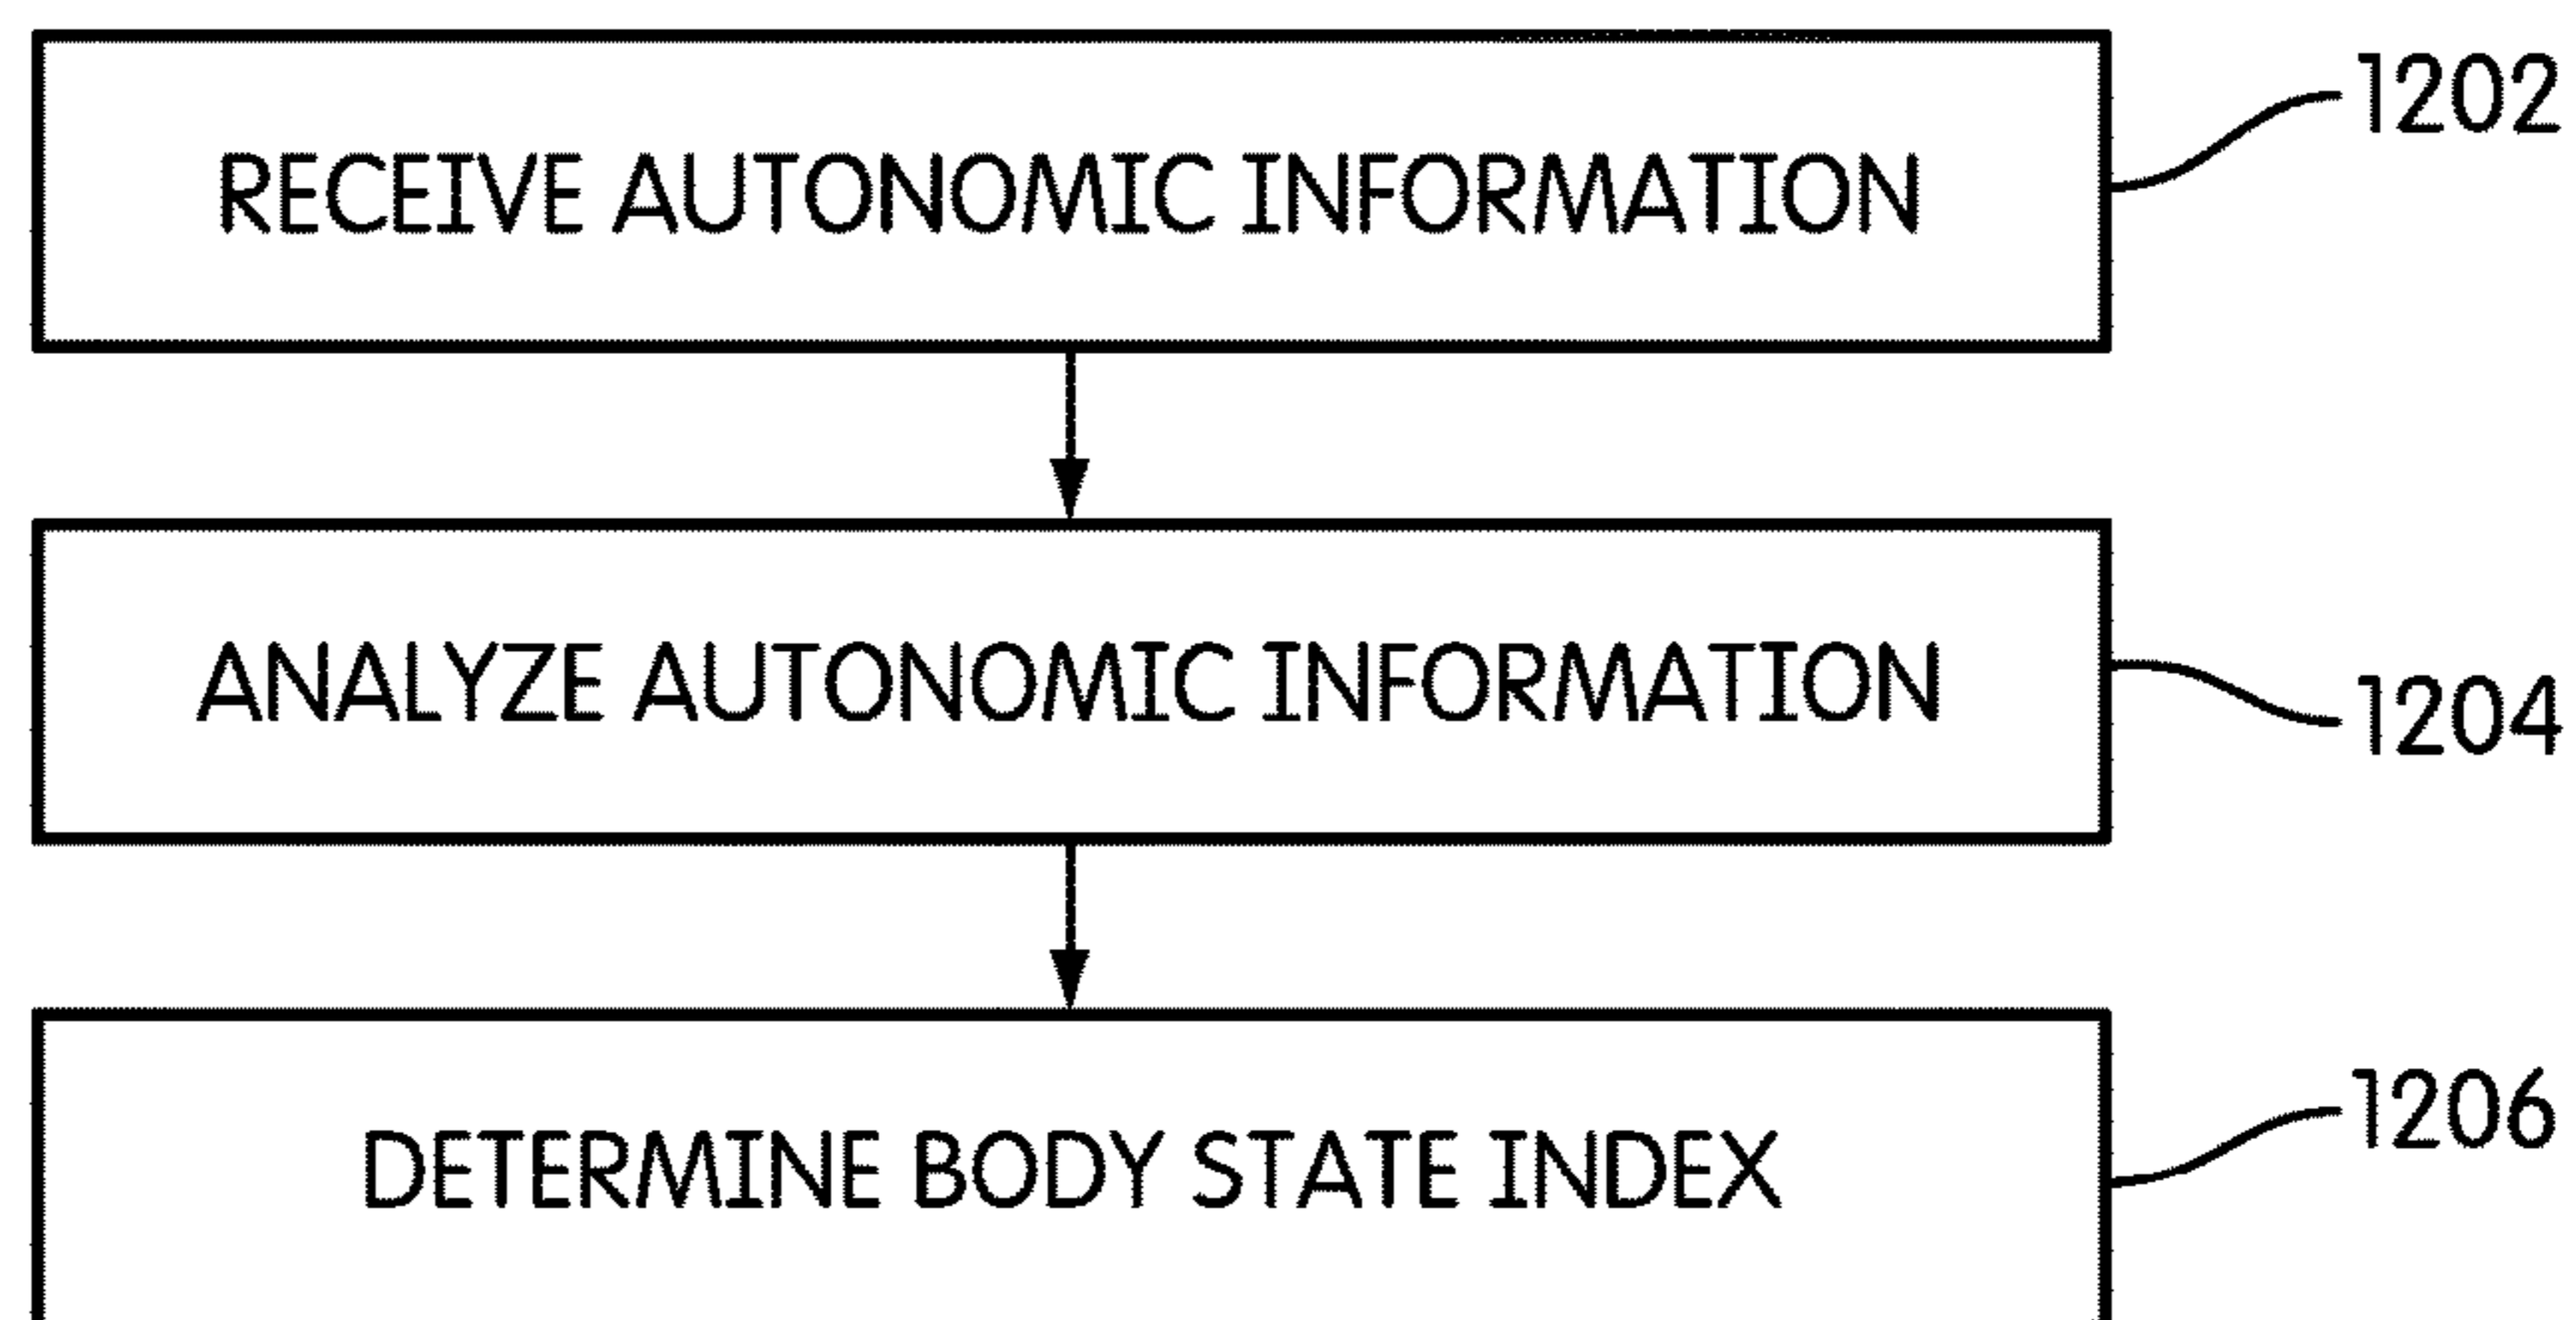 RECEIVE AUTONOMIC INFORMATION
1202
ANALYZE AUTONOMIC INFORMATION
1204
DETERMINE BODY STATE INDEX
1206